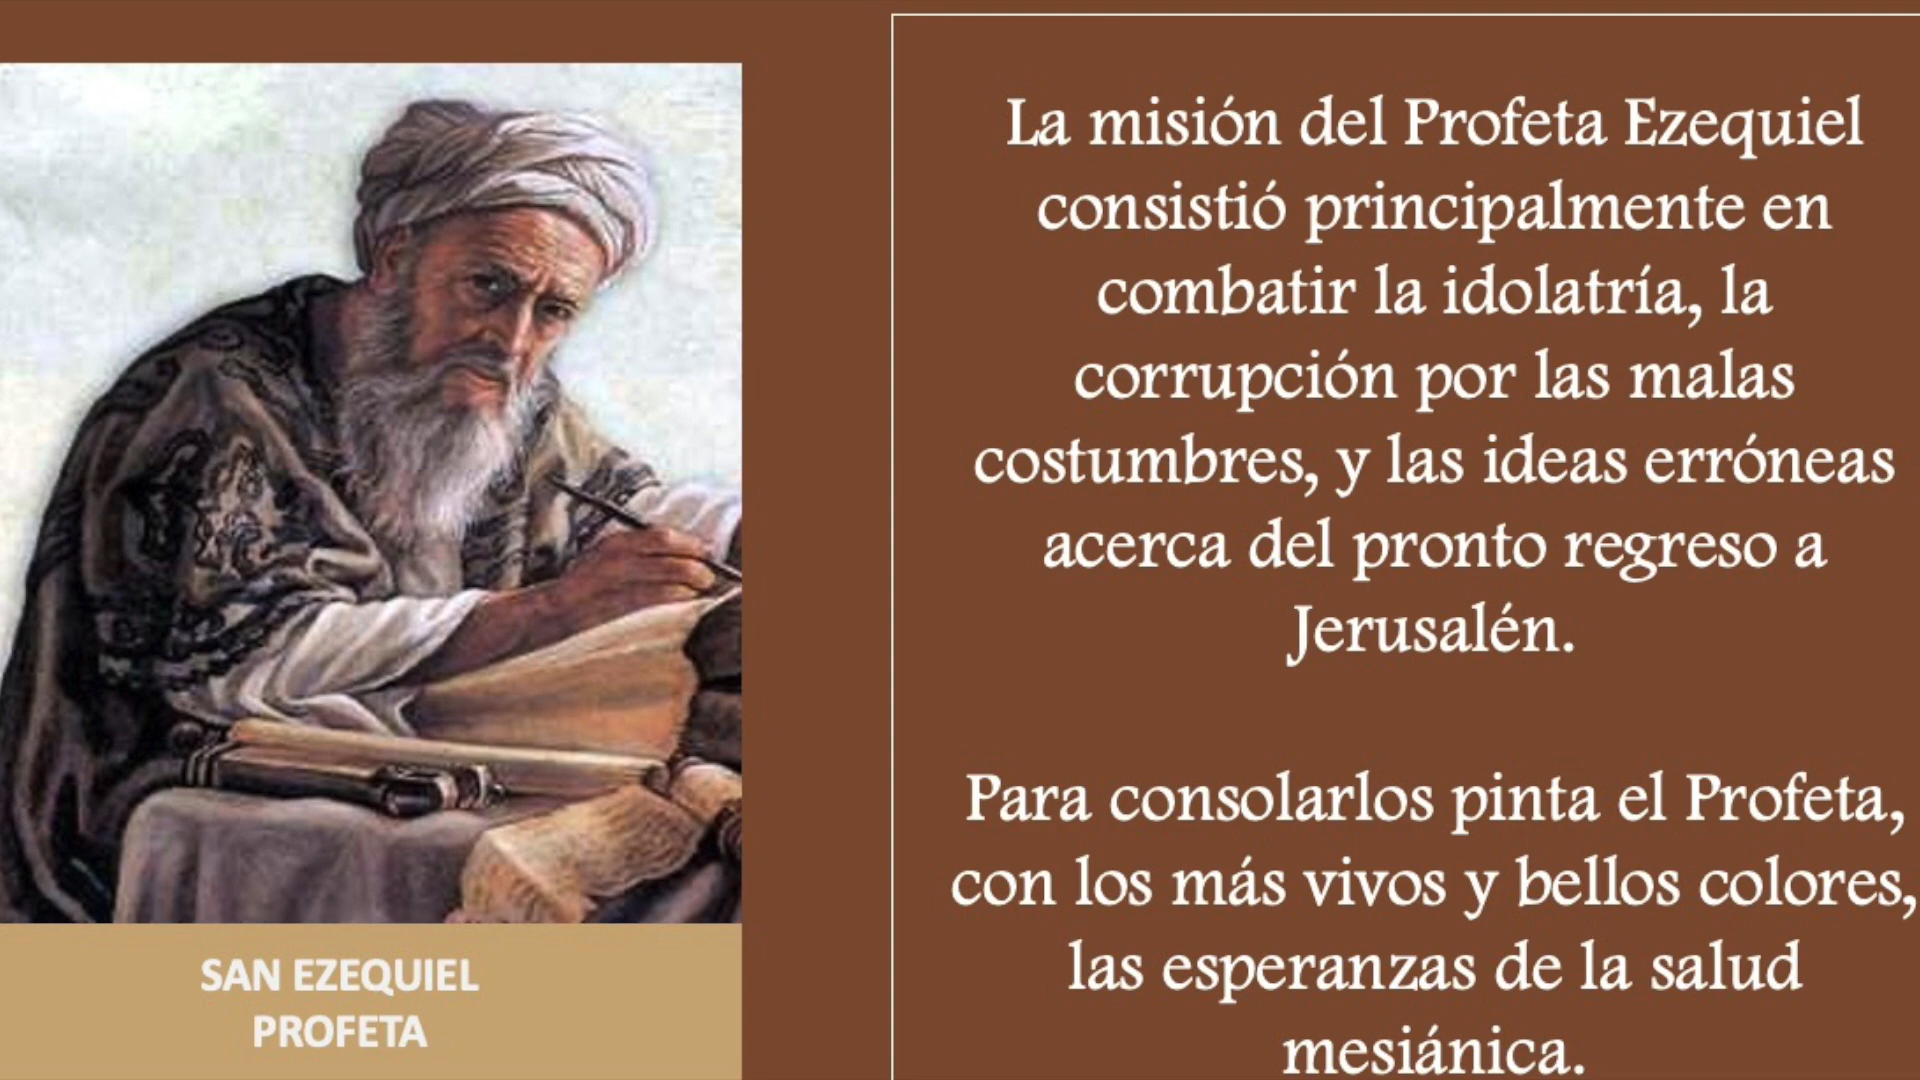 La misión del Profeta Ezequiel
consistió principalmente en
combatir la idolatría, la
corrupción por las malas
costumbres, y las ideas erróneas
acerca del pronto regreso a
Jerusalén.
Para consolarlos pinta el Profeta,
con los más vivos y bellos colores,
las esperanzas de la salud
mesiánica.
SAN EZEQUIEL
PROFETA